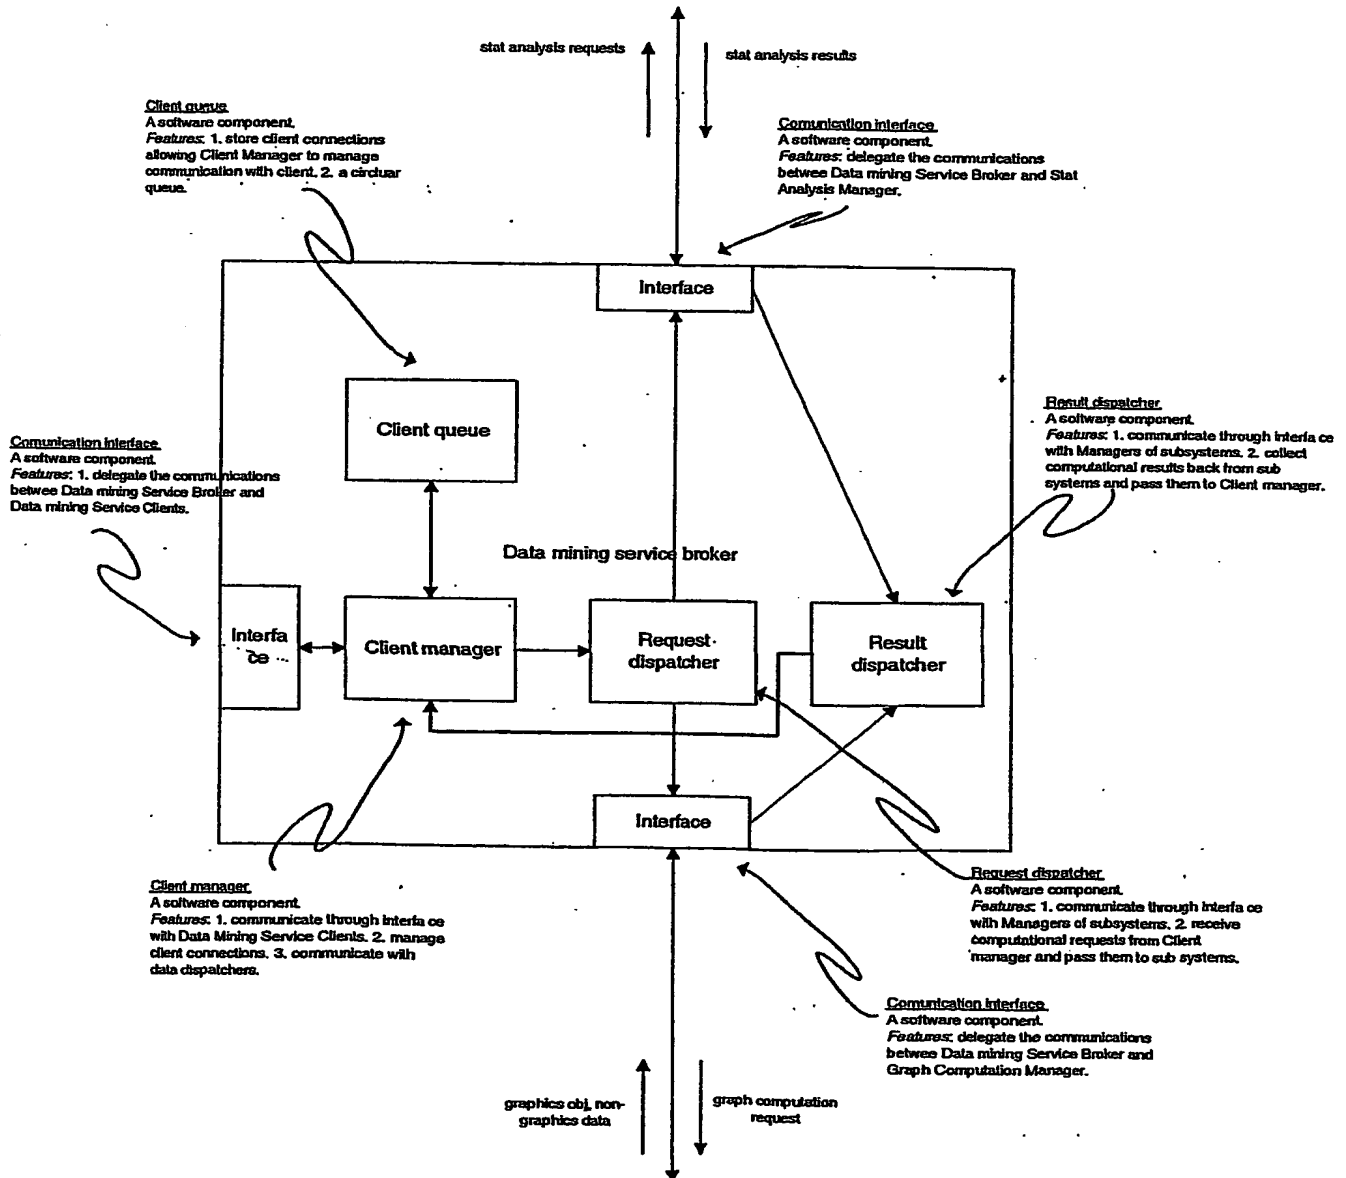 stat analysis requests
stat analysis results
Client queue
A software component.
Features: 1. store client connections
allowing Client Manager to manage
communication with client. 2. a circluar
queue.
Comunication interface
A software component.
Features: delegate the communications
betwee Data mining Service Broker and Stat
Analysis Manager.
Interface
Client queue
Result dispatcher
A software component.
Features: 1. communicate through interfa ce
with Managers of subsystems. 2. collect
computational results back from sub
systems and pass them to Client manager.
Comunication interface
A software component.
Features: 1. delegate the communications
betwee Data mining Service Broker and
Data mining Service Clients.
Data mining service broker
Interfa
ce
Client manager
Request
dispatcher
Result
dispatcher
Interface
Client manager
A software component.
Features: 1. communicate through interfa ce
with Data Mining Service Clients. 2. manage
client connections. 3. communicate with
data dispatchers.
Request dispatcher
A software component.
Features: 1. communicate through interfa ce
with Managers of subsystems. 2. receive
computational requests from Client
manager and pass them to sub systems.
Comunication interface
A software component.
Features: delegate the communications
betwee Data mining Service Broker and
Graph Computation Manager.
graphics obj, non-
graphics data
graph computation
request